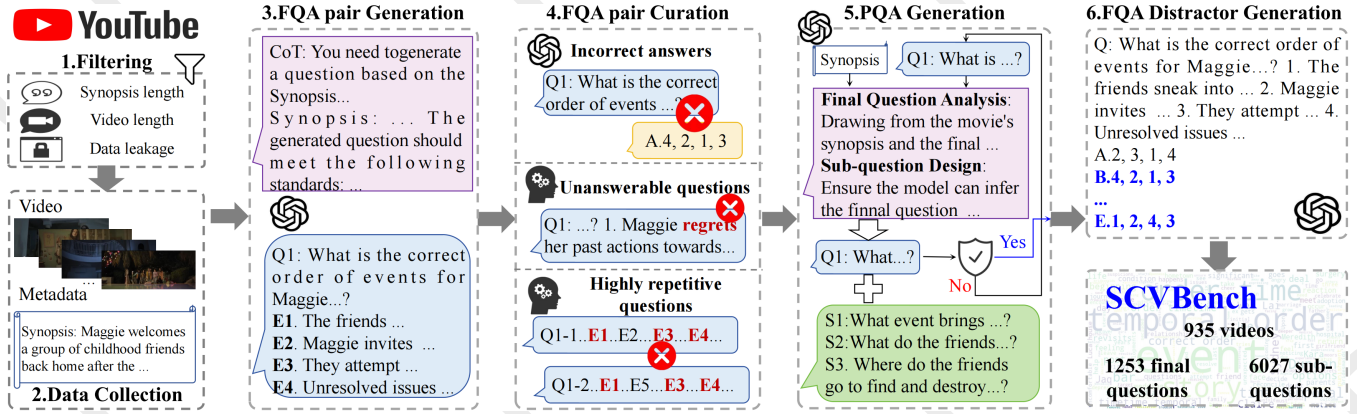 YouTube
1.Filtering
Synopsis length
Video length
Data leakage
Video
...
Metadata
Synopsis: Maggie welcomes
a group of childhood friends
back home after the ...
2.Data Collection
3.FQA pair Generation
CoT: You need togenerate
a question based on the
Synopsis...
Synopsis: ... The
generated question should
meet the following
standards: ...
Q1: What is the correct
order of events for
Maggie...?
E1. The friends ...
E2. Maggie invites ...
E3. They attempt ...
E4. Unresolved issues ...
4.FQA pair Curation
Incorrect answers
Q1: What is the correct
order of events ...?
A.4, 2, 1, 3
Unanswerable questions
Q1: ...? 1. Maggie regrets
her past actions towards...
Highly repetitive
questions
Q1-1..E1...E2...E3...E4...
Q1-2..E1...E5...E3...E4...
5.PQA Generation
Synopsis
Q1: What is ...?
Final Question Analysis:
Drawing from the movie's
synopsis and the final ...
Sub-question Design:
Ensure the model can infer
the finnal question ...
Q1: What...?
Yes
No
S1:What event brings ...?
S2:What do the friends...?
S3. Where do the friends
go to find and destroy...?
6.FQA Distractor Generation
Q: What is the correct order of
events for Maggie...? 1. The
friends sneak into ... 2. Maggie
invites ... 3. They attempt ... 4.
Unresolved issues ...
A.2, 3, 1, 4
B.4, 2, 1, 3
...
E.1, 2, 4, 3
SCVBench
935 videos
1253 final
questions
6027 sub-
questions
temporal order
event